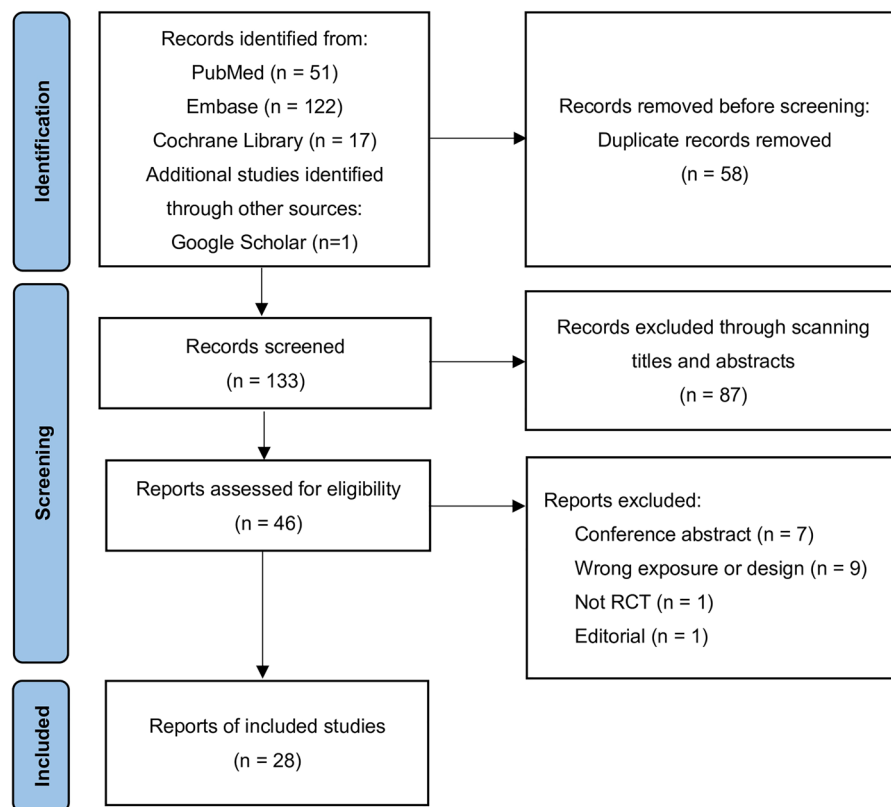 Identification
Records identified from:
PubMed (n = 51)
Embase (n = 122)
Cochrane Library (n = 17)
Additional studies identified
through other sources:
Google Scholar (n=1)
Records removed before screening:
Duplicate records removed
(n = 58)
Screening
Records screened
(n = 133)
Records excluded through scanning
titles and abstracts
(n = 87)
Reports assessed for eligibility
(n = 46)
Reports excluded:
Conference abstract (n = 7)
Wrong exposure or design (n = 9)
Not RCT (n = 1)
Editorial (n = 1)
Included
Reports of included studies
(n = 28)